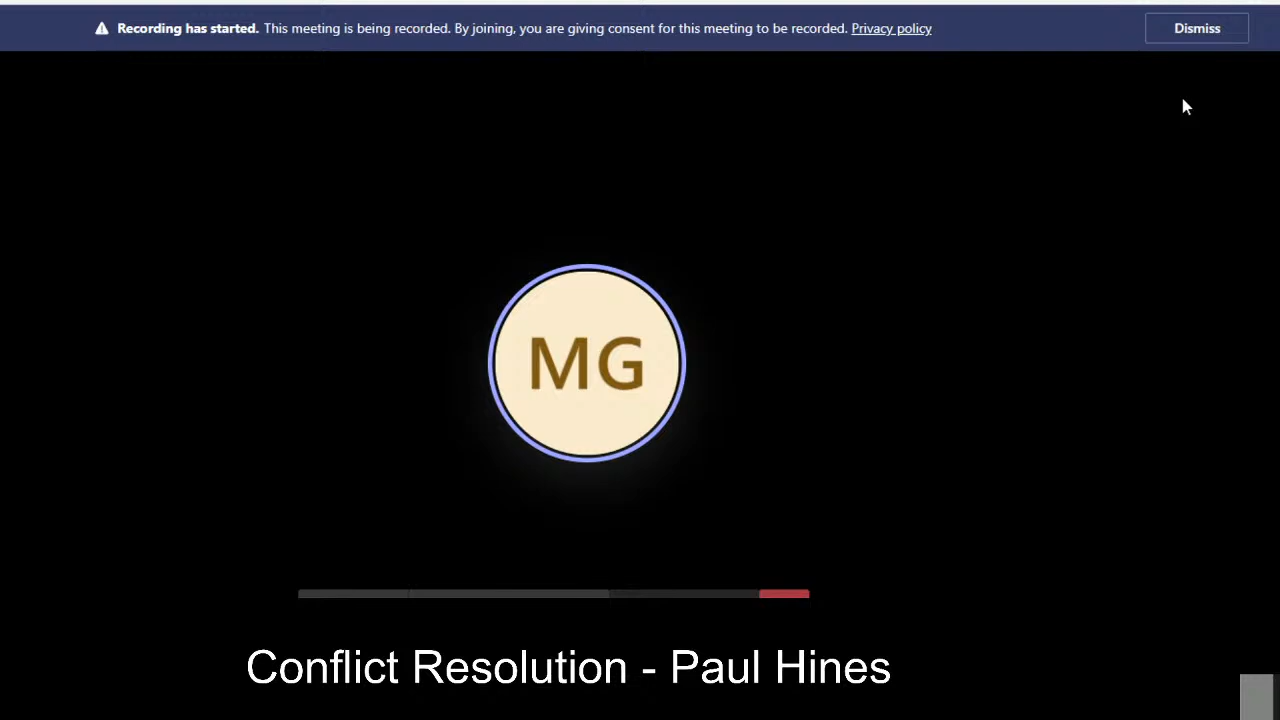 Recording has started. This meeting is being recorded. By joining, you are giving consent for this meeting to be recorded. Privacy policy Dismiss
MG
Conflict Resolution - Paul Hines